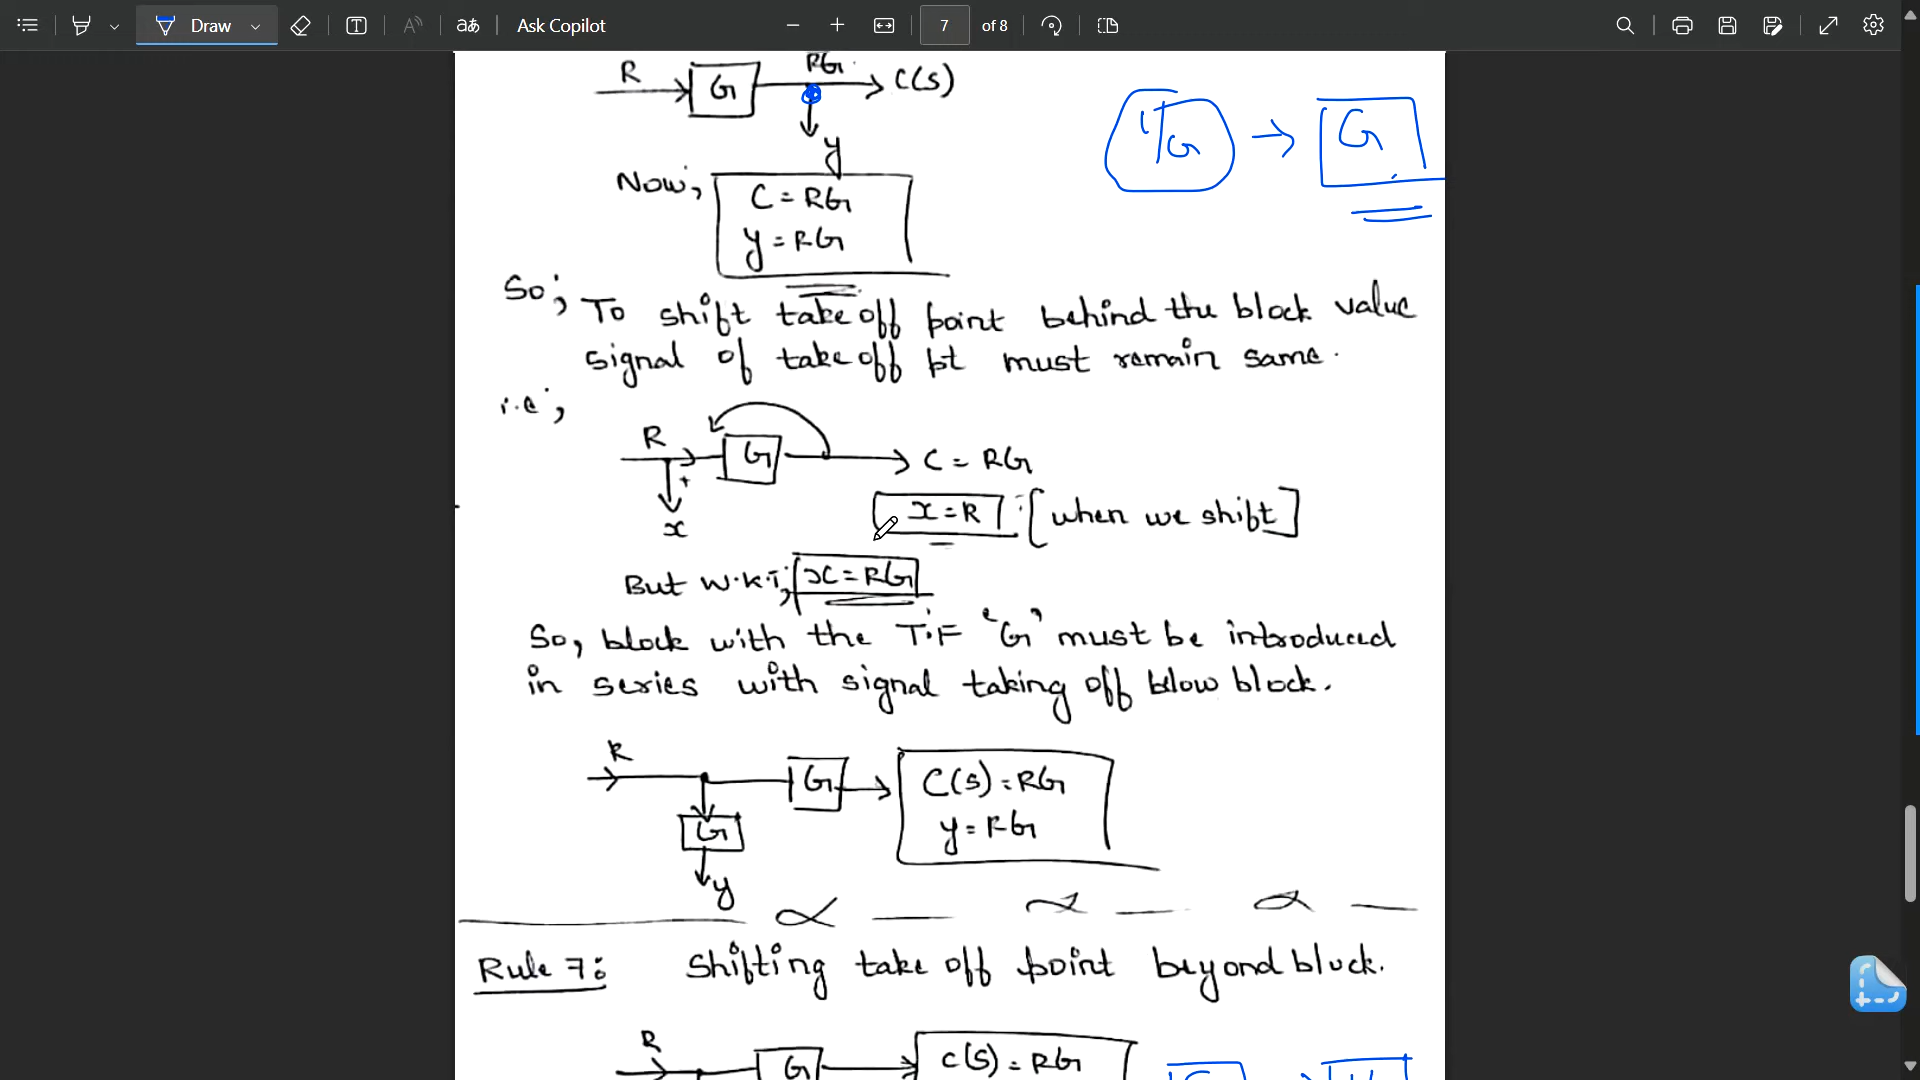 Draw
aあ
Ask Copilot
7 of 8
R G RG C(s)
y
1/G → G
Now,
C = RG
y = RG
So, To shift take off point behind the block value
signal of take off pt must remain same.
i.e,
R G C = RG
x
x = R [when we shift]
But w.k.T, x = RG
So, block with the T.F 'G' must be introduced
in series with signal taking off below block.
R
G
C(s) = RG
G
y = RG
y
Rule 7: Shifting take off point beyond block.
R
G
C(s) = RG